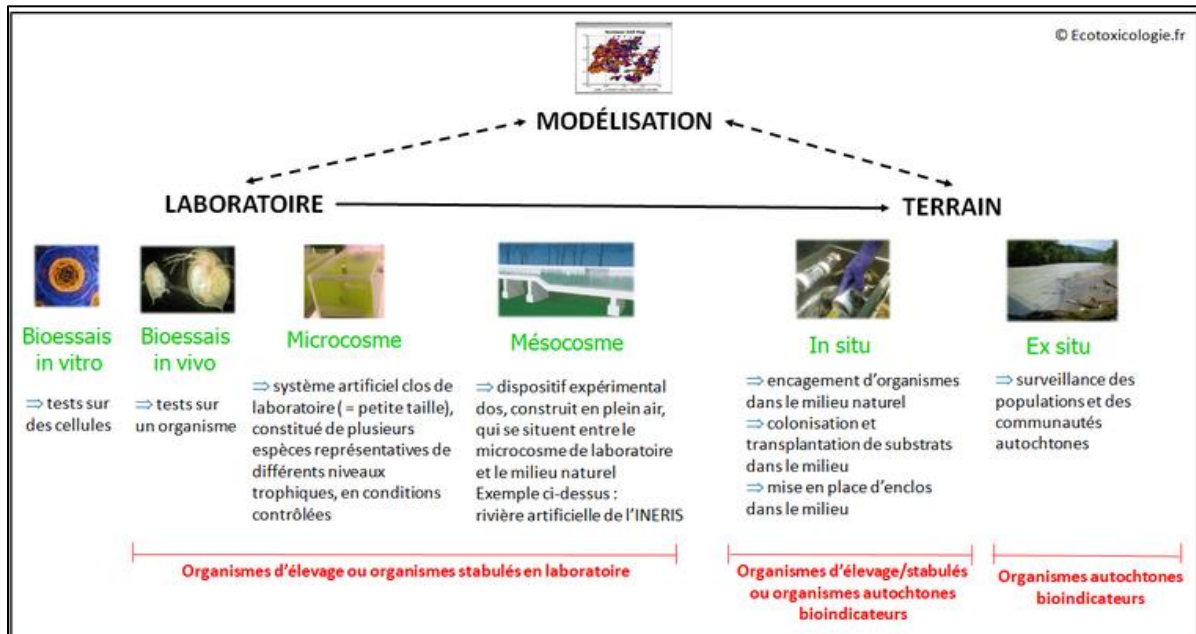 © Ecotoxicologie.fr
MODÉLISATION
LABORATOIRE
TERRAIN
Bioessais
in vitro
⇒ tests sur
des cellules
Bioessais
in vivo
⇒ tests sur
un organisme
Microcosme
⇒ système artificiel clos de
laboratoire ( = petite taille),
constitué de plusieurs
espèces représentatives de
différents niveaux
trophiques, en conditions
contrôlées
Mésocosme
⇒ dispositif expérimental
dos, construit en plein air,
qui se situent entre le
microcosme de laboratoire
et le milieu naturel
Exemple ci-dessus :
rivière artificielle de l’INERIS
In situ
⇒ encagement d’organismes
dans le milieu naturel
⇒ colonisation et
transplantation de substrats
dans le milieu
⇒ mise en place d’enclos
dans le milieu
Ex situ
⇒ surveillance des
populations et des
communautés
autochtones
Organismes d’élevage ou organismes stabulés en laboratoire
Organismes d’élevage/stabulés
ou organismes autochtones
bioindicateurs
Organismes autochtones
bioindicateurs